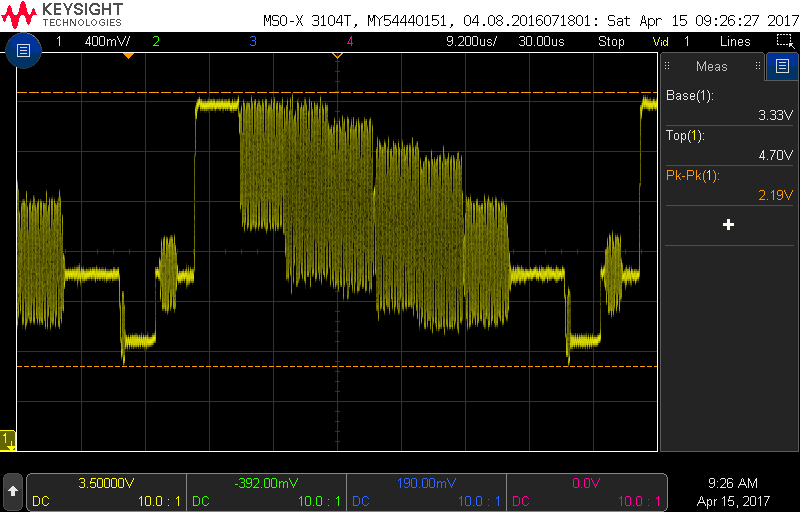 KEYSIGHT
TECHNOLOGIES
MSO-X 3104T, MY54440151, 04.08.2016071801: Sat Apr 15 09:26:27 2017
1 400mV/ 2 3 4 9.200us/ 30.00us Stop Vid 1 Lines
Meas
Base(1):
3.33V
Top(1):
4.70V
Pk-Pk(1):
2.19V
1
3.50000V -392.00mV 190.00mV 0.0V
DC 10.0 : 1 DC 10.0 : 1 DC 10.0 : 1 DC 10.0 : 1
9:26 AM
Apr 15, 2017